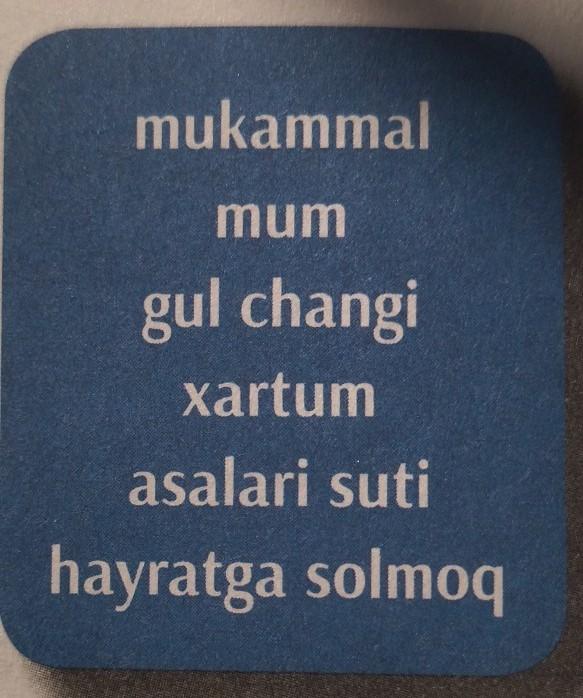 mukammal
mum
gul changi
xartum
asalari suti
hayratga solmoq